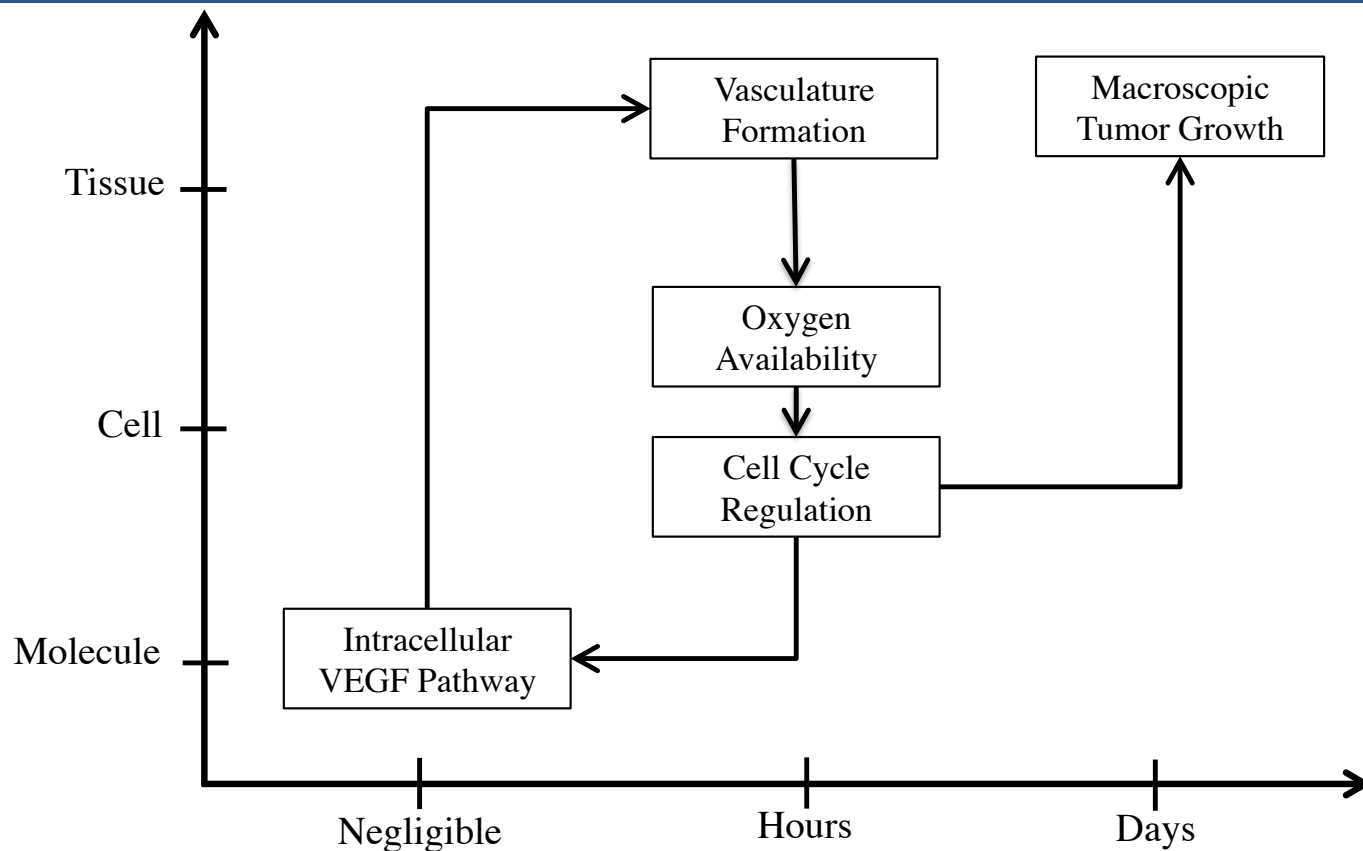 Vasculature
Formation
Macroscopic
Tumor Growth
Tissue
Oxygen
Availability
Cell
Cell Cycle
Regulation
Molecule
Intracellular
VEGF Pathway
Negligible
Hours
Days